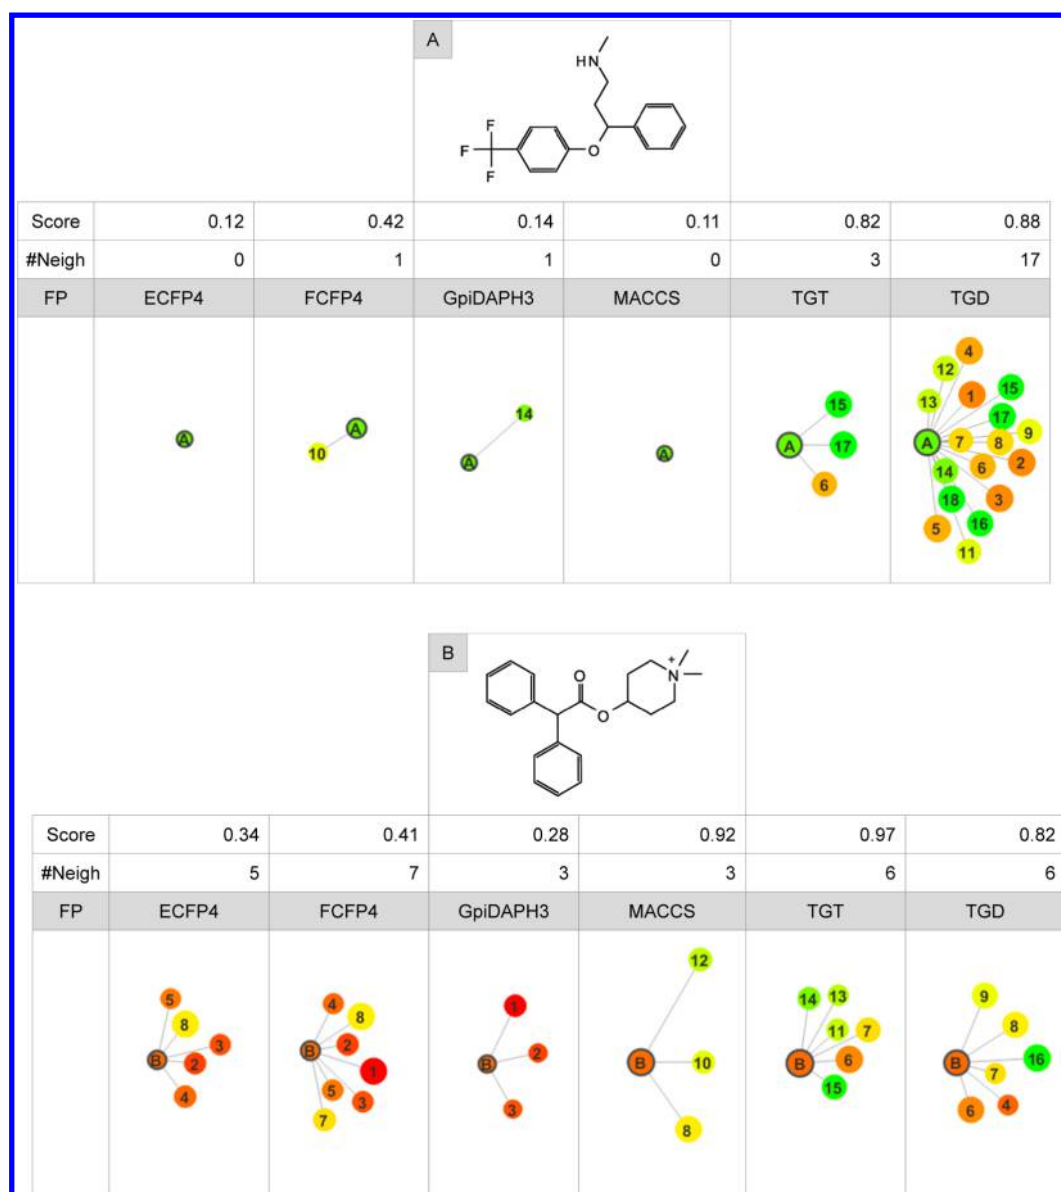 A
HN
F
F
F
O
Score 0.12 0.42 0.14 0.11 0.82 0.88
#Neigh 0 1 1 0 3 17
FP ECFP4 FCFP4 GpiDAPH3 MACCS TGT TGD
A
A 10
14 A
A
15 A 17 6
4 12 1 15 13 17 9 A 7 8 6 2 14 18 3 16 5 11
B
O
O
N+
Score 0.34 0.41 0.28 0.92 0.97 0.82
#Neigh 5 7 3 3 6 6
FP ECFP4 FCFP4 GpiDAPH3 MACCS TGT TGD
5 8 3 B 2 4
4 8 2 B 1 5 3 7
1 2 B 3
12 B 10 8
14 13 11 7 B 6 15
9 8 16 B 7 6 4